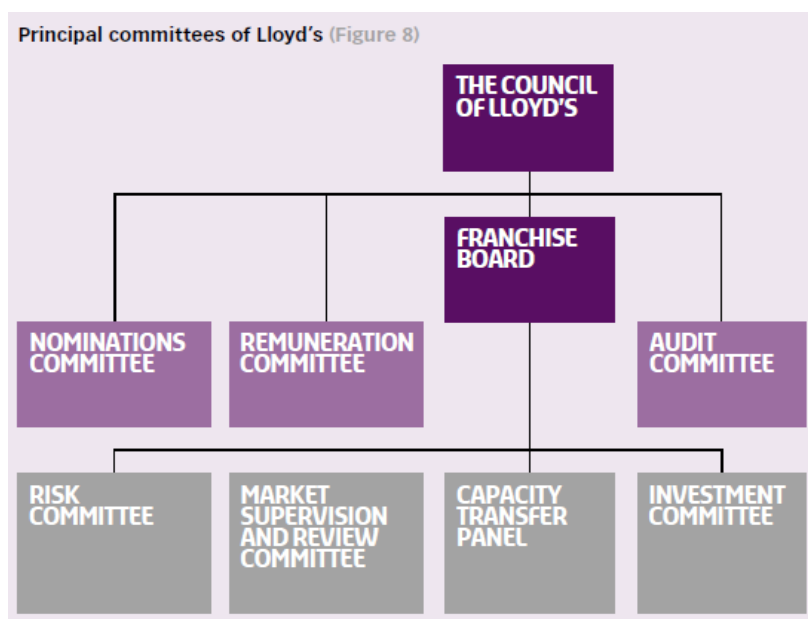 Principal committees of Lloyd's (Figure 8)
THE COUNCIL
OF LLOYD'S
FRANCHISE
BOARD
NOMINATIONS
COMMITTEE
REMUNERATION
COMMITTEE
AUDIT
COMMITTEE
RISK
COMMITTEE
MARKET
SUPERVISION
AND REVIEW
COMMITTEE
CAPACITY
TRANSFER
PANEL
INVESTMENT
COMMITTEE